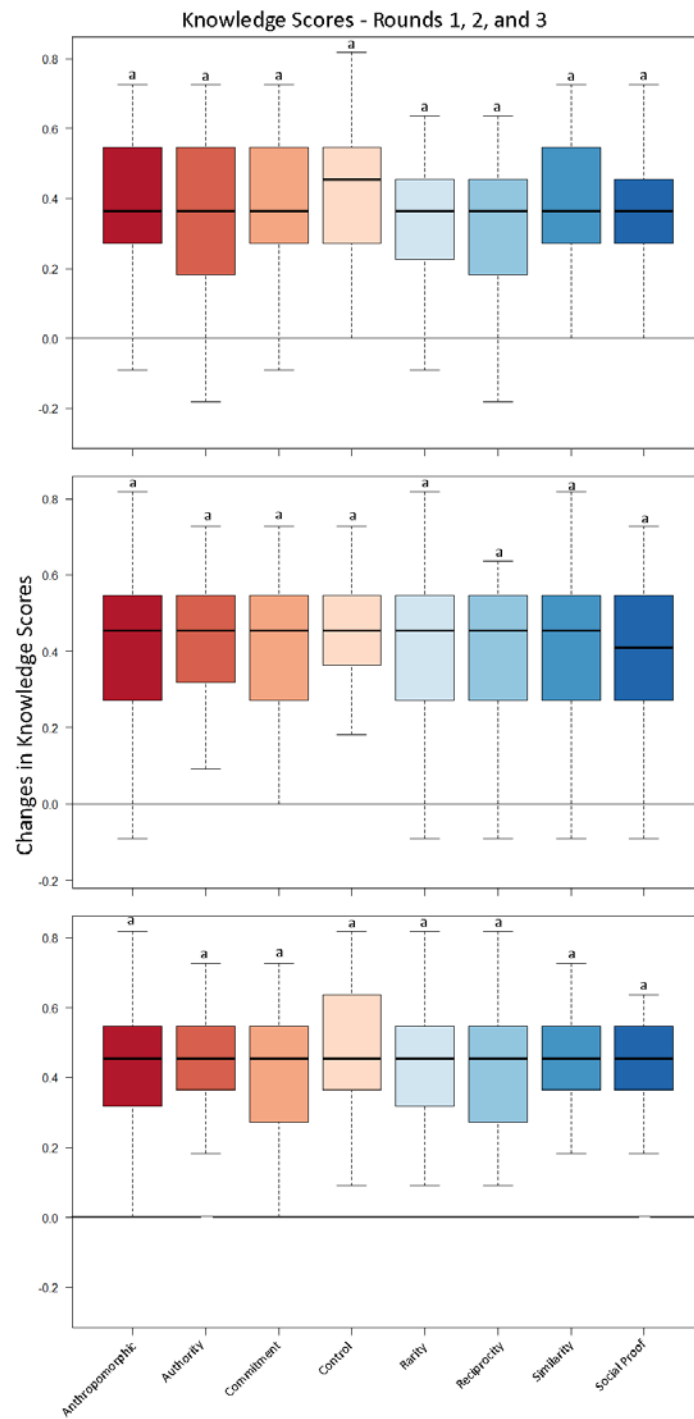 Knowledge Scores - Rounds 1, 2, and 3
a a a a a a a a
0.8
0.6
0.4
0.2
0.0
-0.2
a a a a a a a a
0.8
0.6
0.4
0.2
0.0
-0.2
Changes in Knowledge Scores
a a a a a a a a
0.8
0.6
0.4
0.2
0.0
-0.2
Anthropomorphic
Authority
Commitment
Control
Rarity
Reciprocity
Similarity
Social Proof